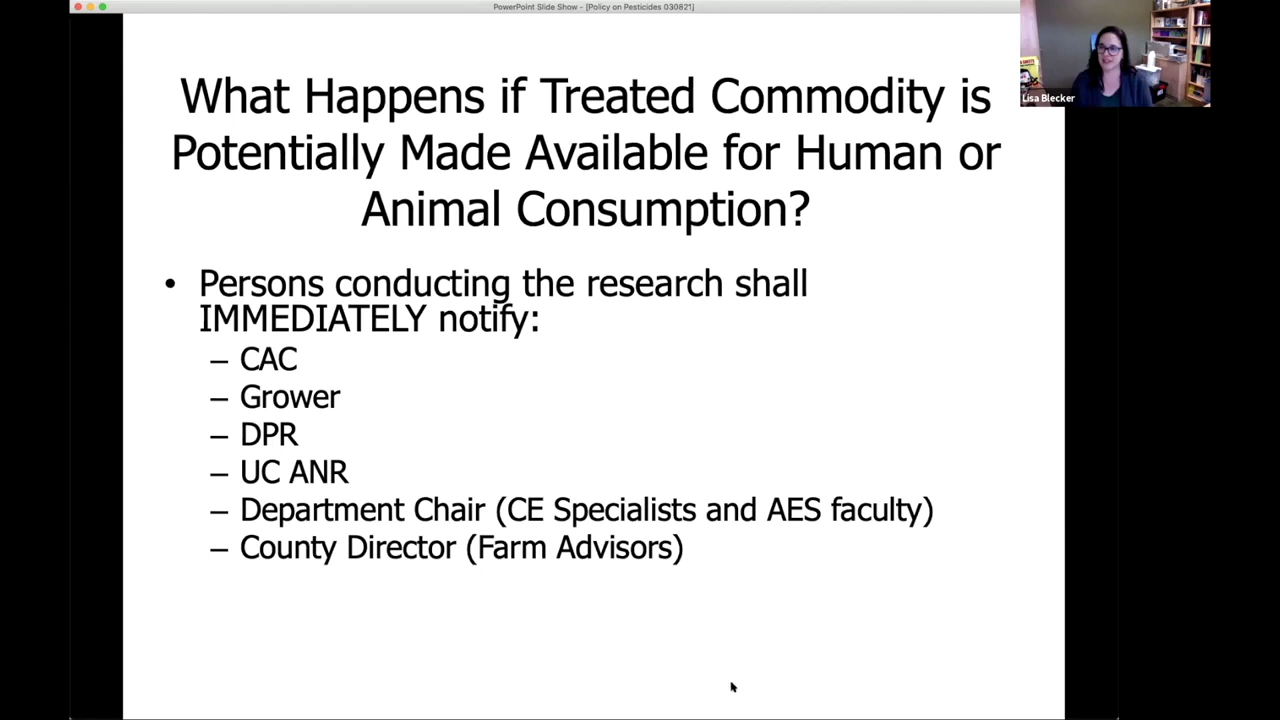 PowerPoint Slide Show - [Policy on Pesticides 030821]
What Happens if Treated Commodity is
Potentially Made Available for Human or
Animal Consumption?
• Persons conducting the research shall
IMMEDIATELY notify:
– CAC
– Grower
– DPR
– UC ANR
– Department Chair (CE Specialists and AES faculty)
– County Director (Farm Advisors)
Lisa Blecker